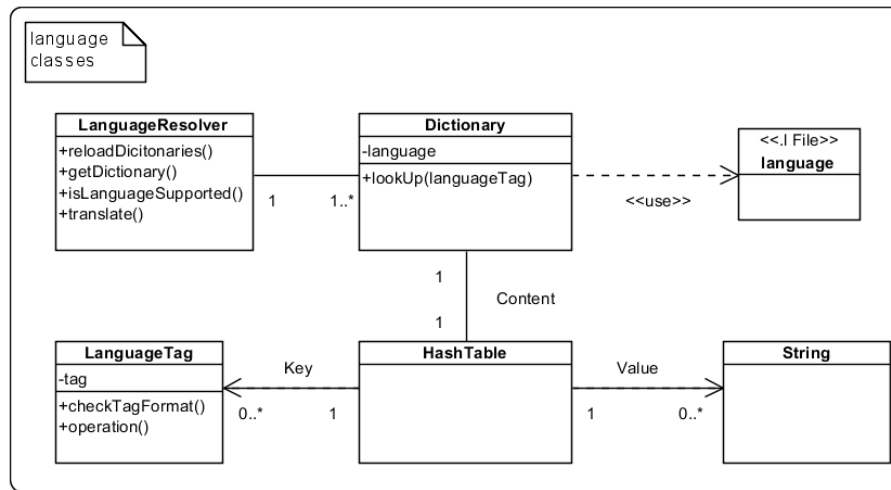 language
classes
LanguageResolver
+reloadDicitonaries()
+getDictionary()
+isLanguageSupported()
+translate()
1
1..*
Dictionary
-language
+lookUp(languageTag)
<<use>>
<<.l File>>
language
1
Content
1
LanguageTag
-tag
+checkTagFormat()
+operation()
Key
0..*
1
HashTable
Value
1
0..*
String